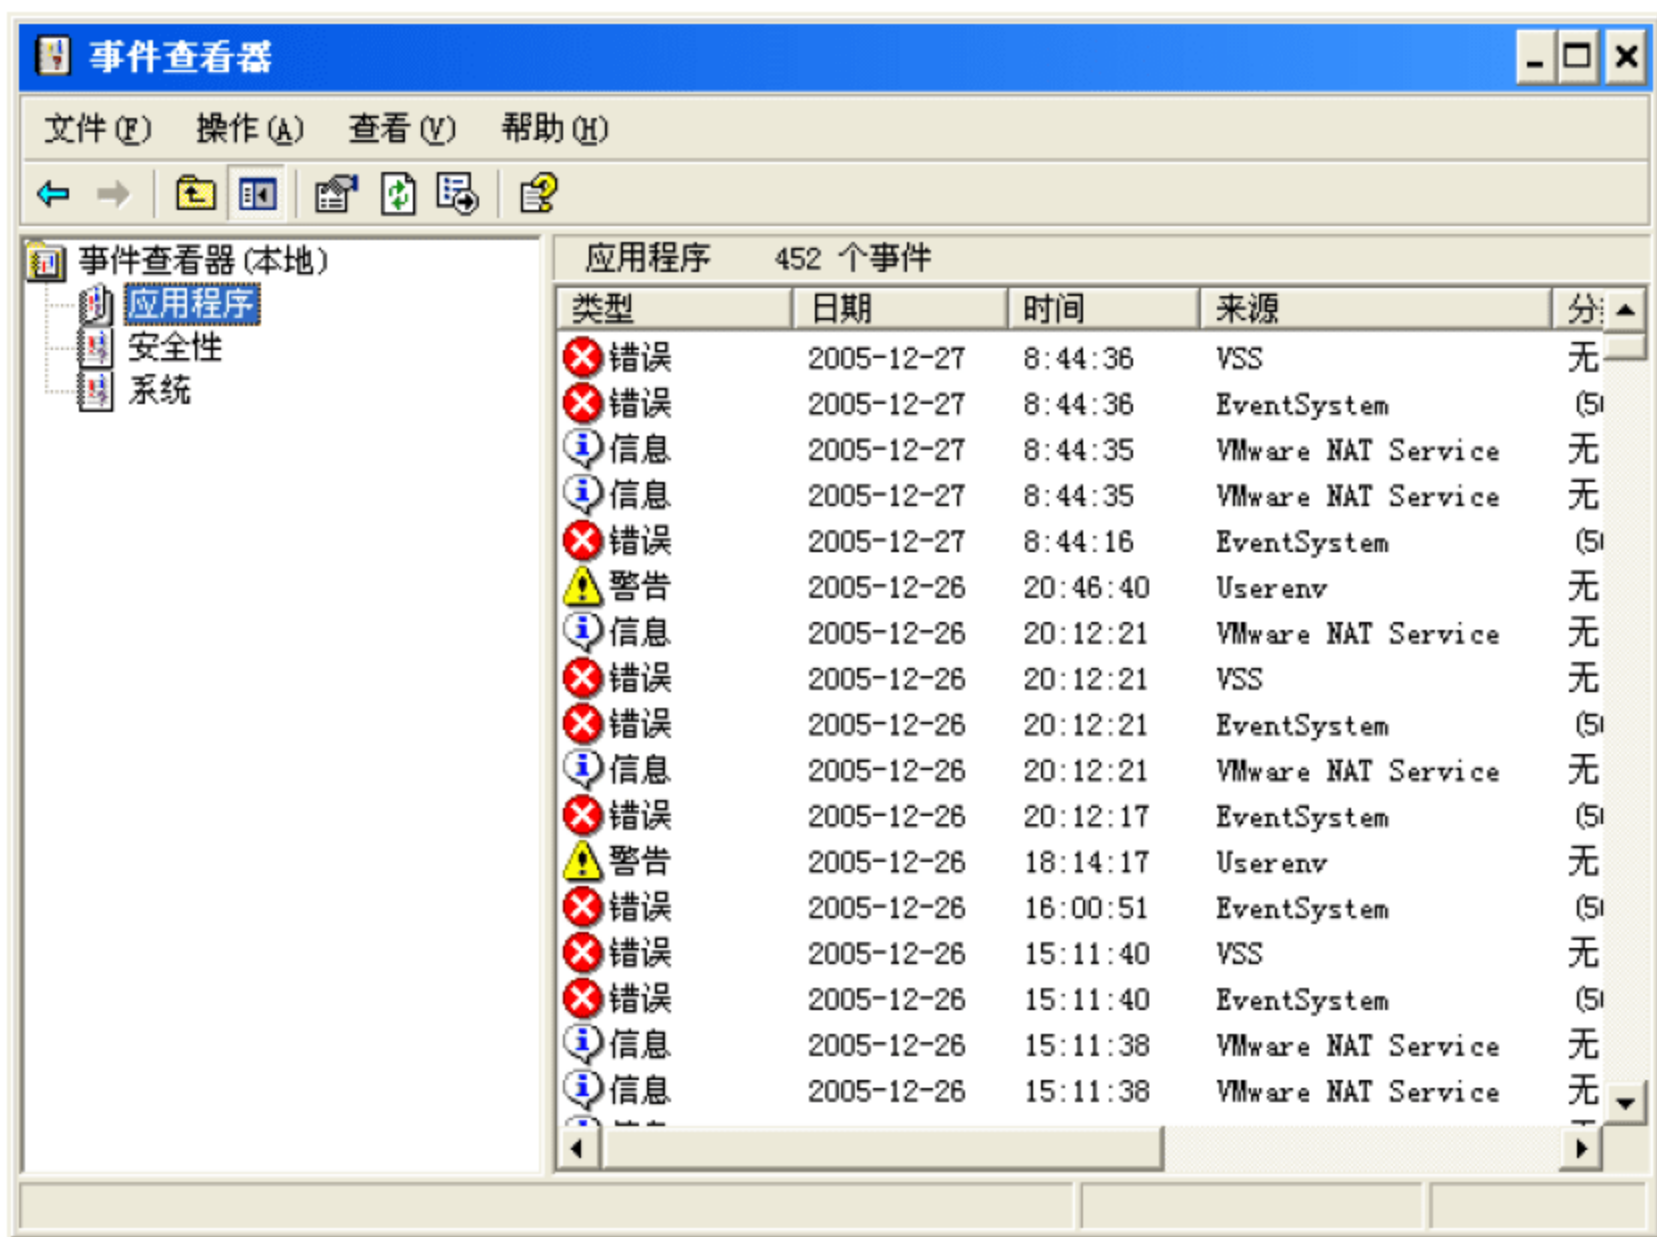 事件查看器
文件(F) 操作(A) 查看(V) 帮助(H)
事件查看器(本地)
应用程序
安全性
系统
应用程序 452 个事件
类型 日期 时间 来源
错误 2005-12-27 8:44:36 VSS 无
错误 2005-12-27 8:44:36 EventSystem (5
信息 2005-12-27 8:44:35 VMware NAT Service 无
信息 2005-12-27 8:44:35 VMware NAT Service 无
错误 2005-12-27 8:44:16 EventSystem (5
警告 2005-12-26 20:46:40 Userenv 无
信息 2005-12-26 20:12:21 VMware NAT Service 无
错误 2005-12-26 20:12:21 VSS 无
错误 2005-12-26 20:12:21 EventSystem (5
信息 2005-12-26 20:12:21 VMware NAT Service 无
错误 2005-12-26 20:12:17 EventSystem (5
警告 2005-12-26 18:14:17 Userenv 无
错误 2005-12-26 16:00:51 EventSystem (5
错误 2005-12-26 15:11:40 VSS 无
错误 2005-12-26 15:11:40 EventSystem (5
信息 2005-12-26 15:11:38 VMware NAT Service 无
信息 2005-12-26 15:11:38 VMware NAT Service 无